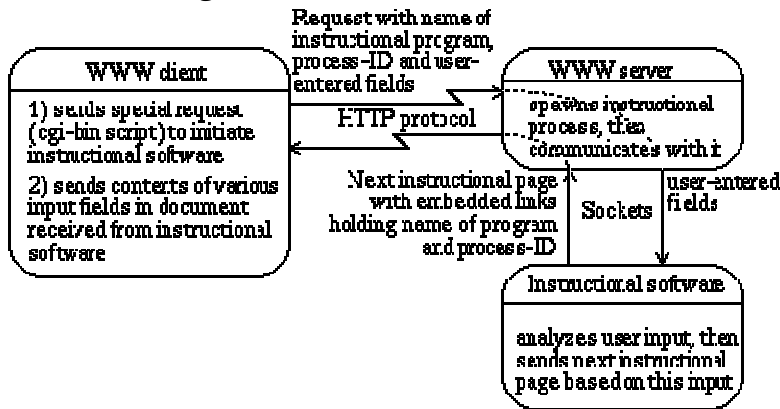 Request with name of
instructional program,
process-ID and user-
entered fields
WWW client
1) sends special request
(cgi-bin script) to initiate
instructional software
2) sends contents of various
input fields in document
received from instructional
software
HTTP protocol
WWW server
spawns instructional
process, then
communicates with it
Next instructional page
with embedded links
holding name of program
and process-ID
Sockets
user-entered
fields
Instructional software
analyzes user input, then
sends next instructional
page based on this input